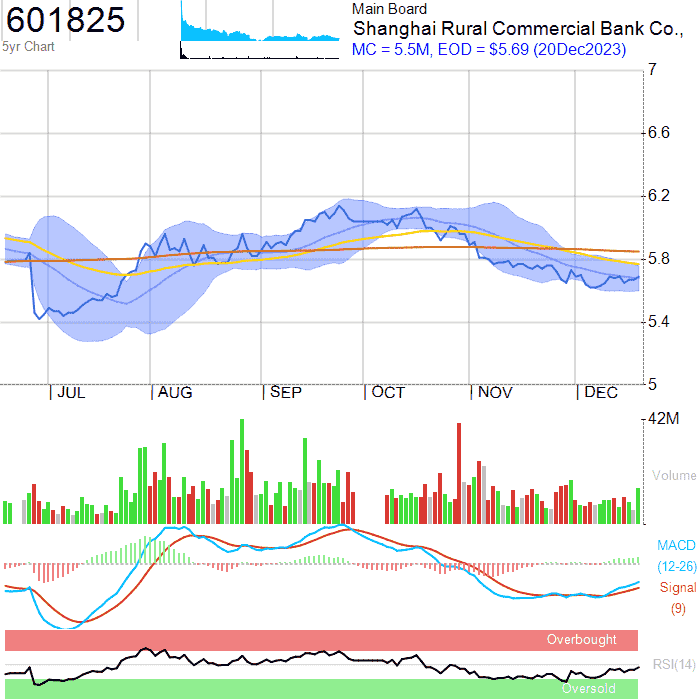 601825
5yr Chart
Main Board
Shanghai Rural Commercial Bank Co.,
MC = 5.5M, EOD = $5.69 (20Dec2023)
7
6.6
6.2
5.8
5.4
5
| JUL | AUG | SEP | OCT | NOV | DEC
42M
Volume
MACD
(12-26)
Signal
(9)
Overbought
RSI(14)
Oversold